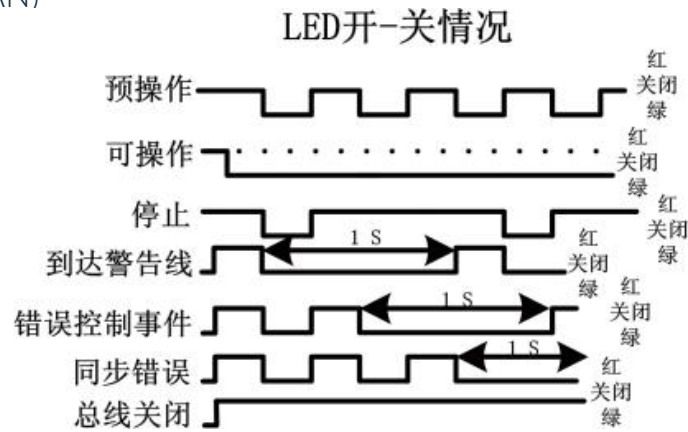 AN)
LED开-关情况
预操作
红
关闭
绿
可操作
红
关闭
绿
停止
红
关闭
绿
到达警告线
1 S
红
关闭
绿
错误控制事件
1 S
红
关闭
绿
同步错误
1 S
红
关闭
绿
总线关闭